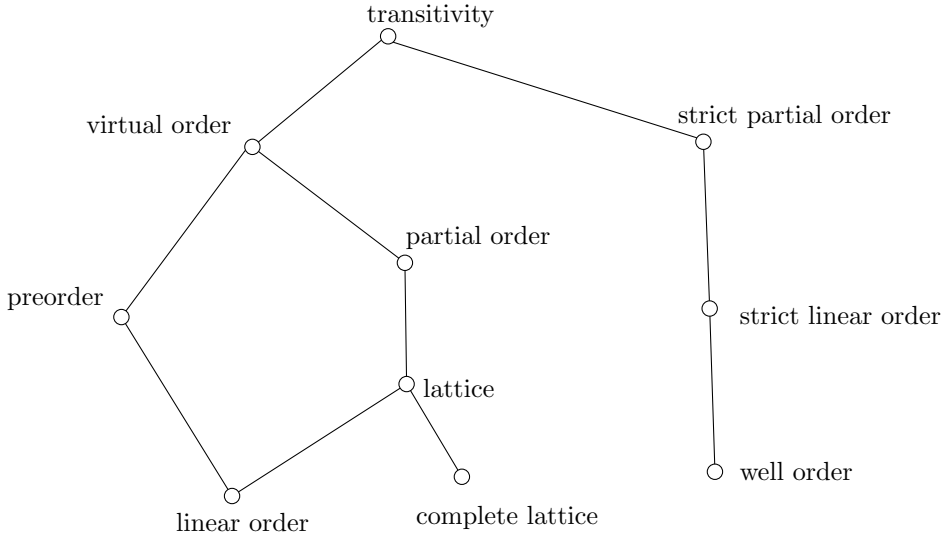 transitivity
strict partial order
virtual order
partial order
preorder
strict linear order
lattice
well order
complete lattice
linear order